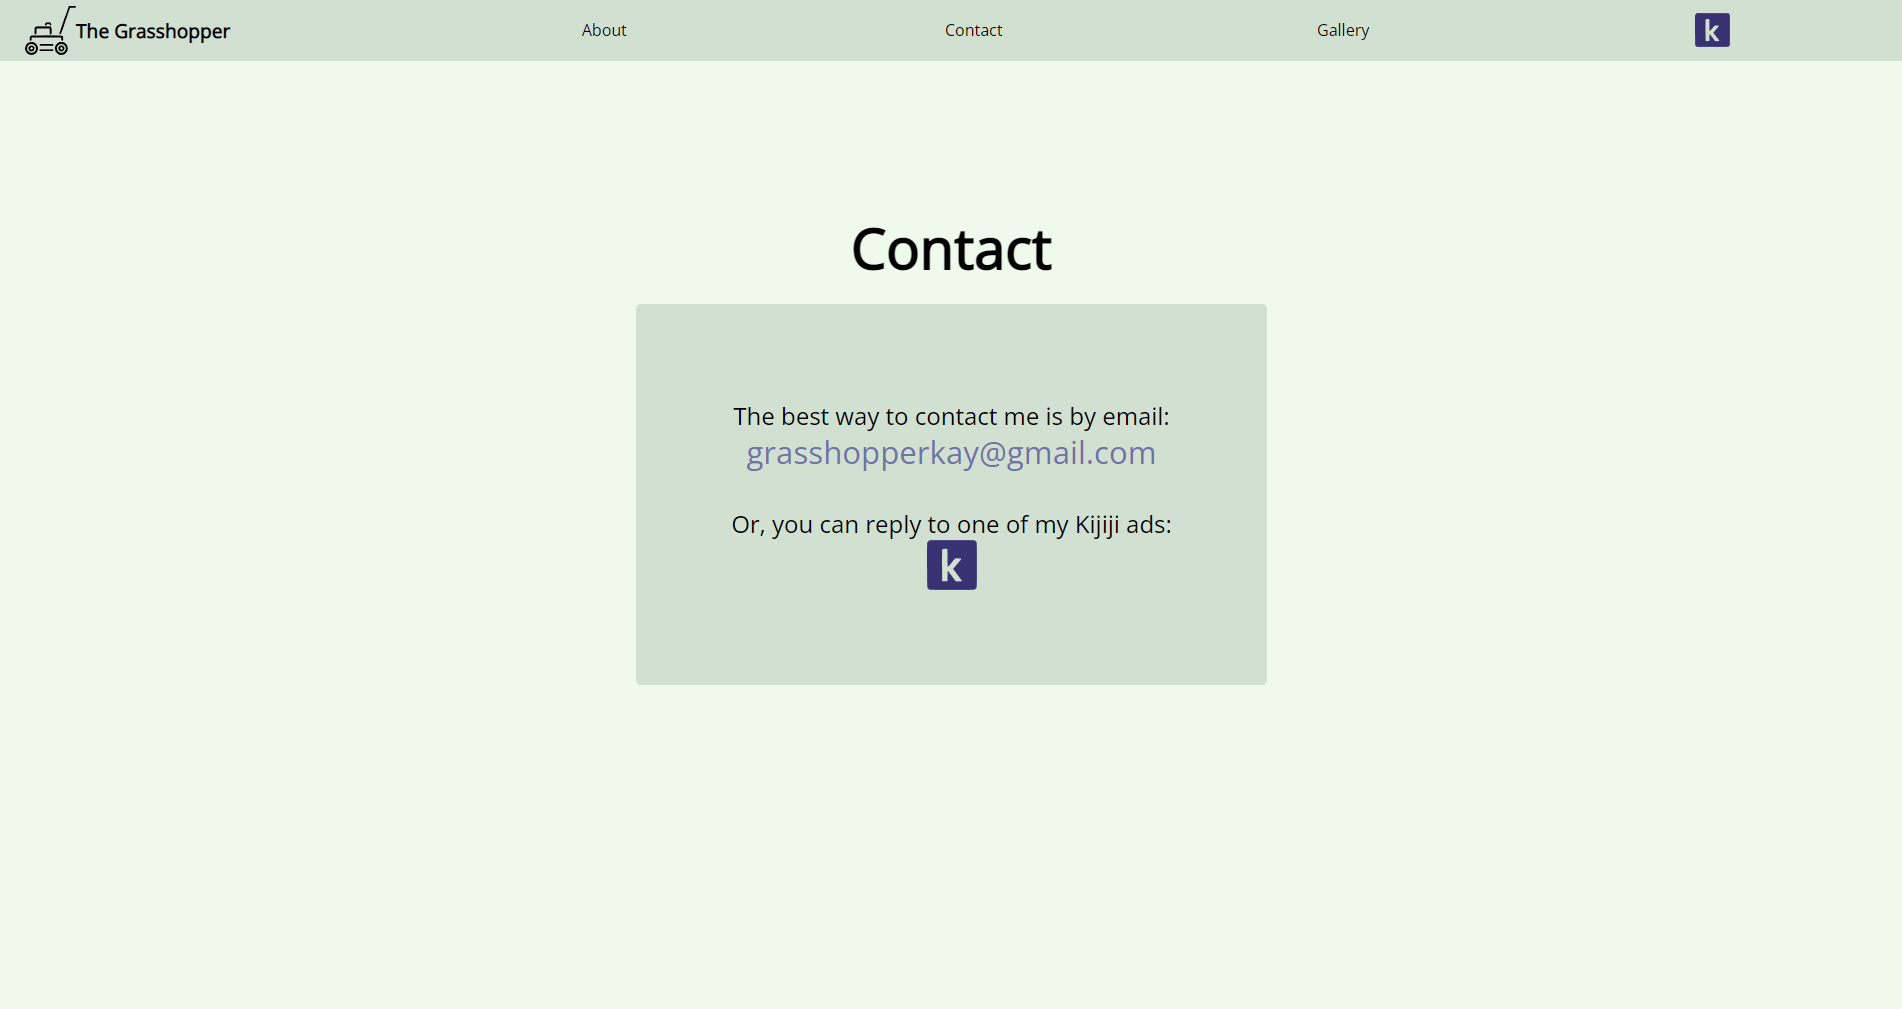 The Grasshopper
About
Contact
Gallery
k
Contact
The best way to contact me is by email:
grasshopperkay@gmail.com
Or, you can reply to one of my Kijiji ads:
k